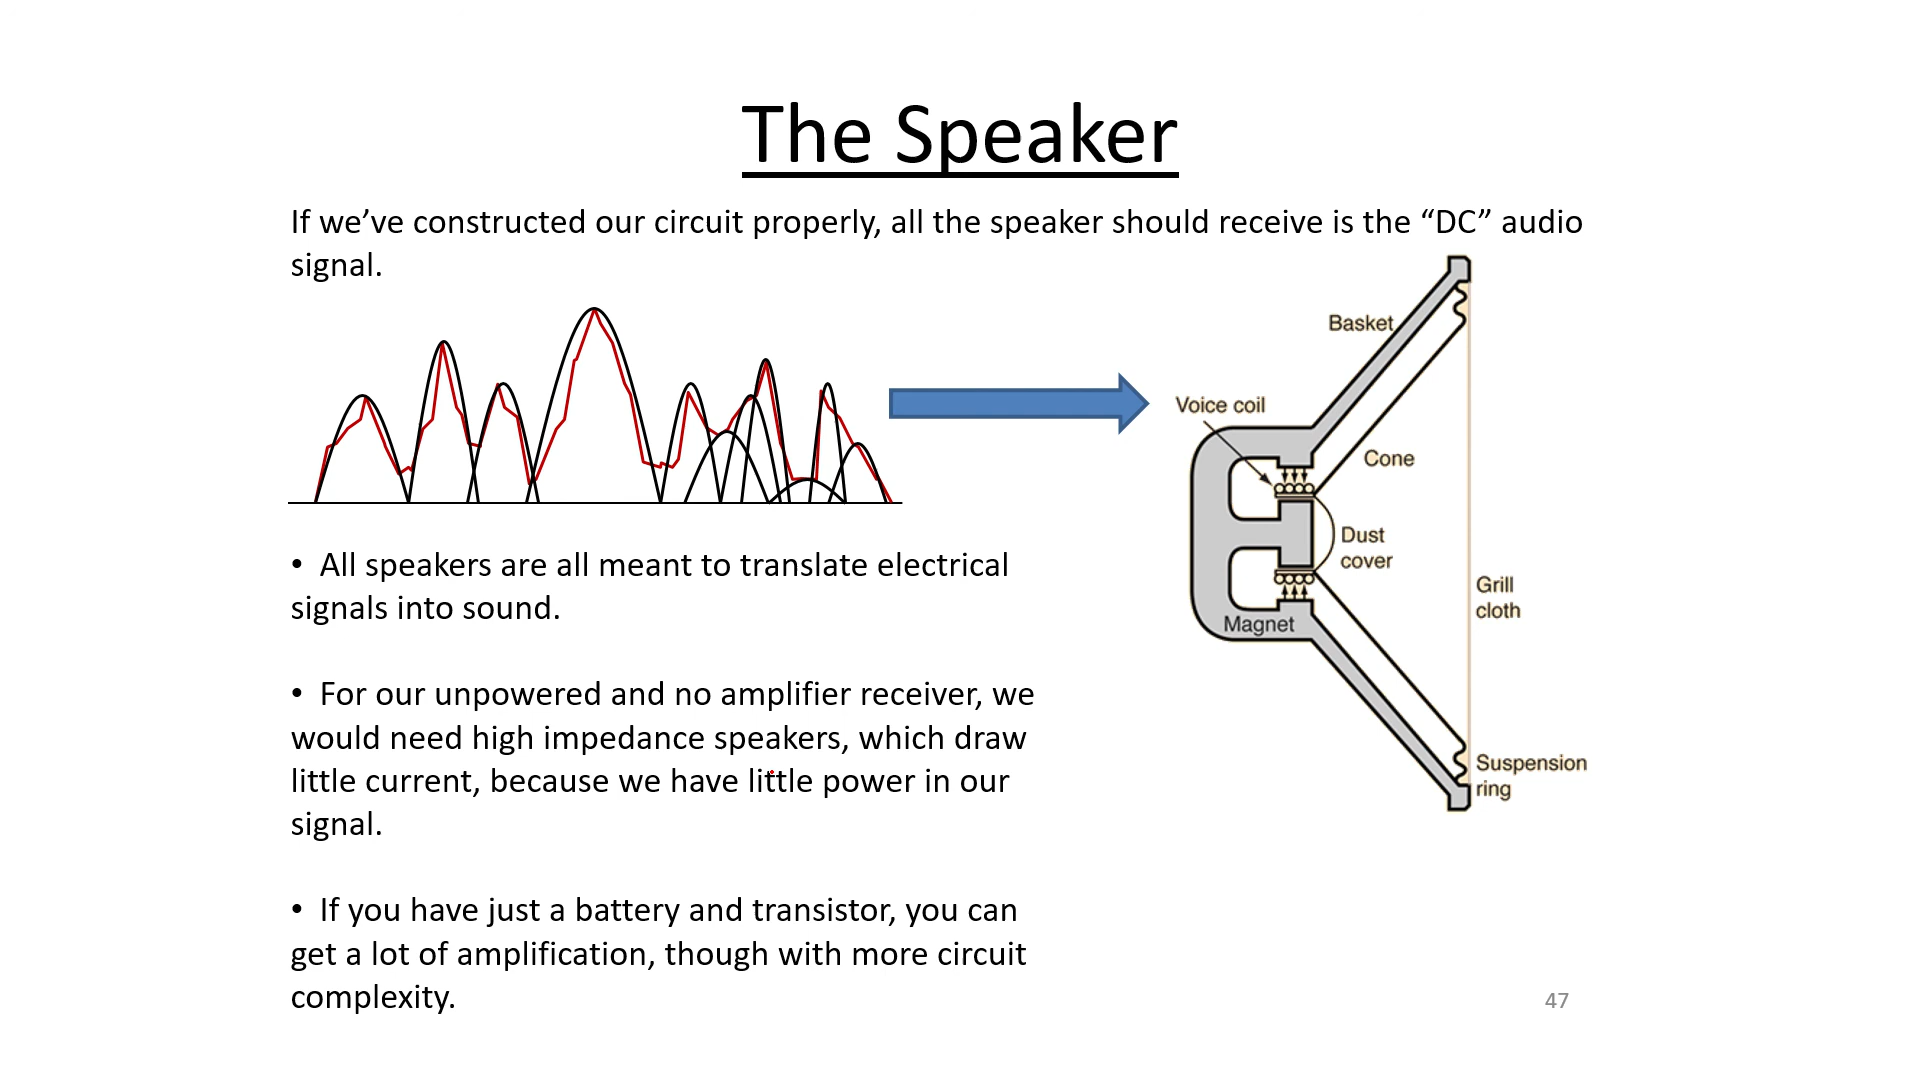 The Speaker
If we’ve constructed our circuit properly, all the speaker should receive is the “DC” audio
signal.
Basket
Voice coil
Cone
Dust
cover
Grill
cloth
Magnet
Suspension
ring
• All speakers are all meant to translate electrical
signals into sound.
• For our unpowered and no amplifier receiver, we
would need high impedance speakers, which draw
little current, because we have little power in our
signal.
• If you have just a battery and transistor, you can
get a lot of amplification, though with more circuit
complexity.
47